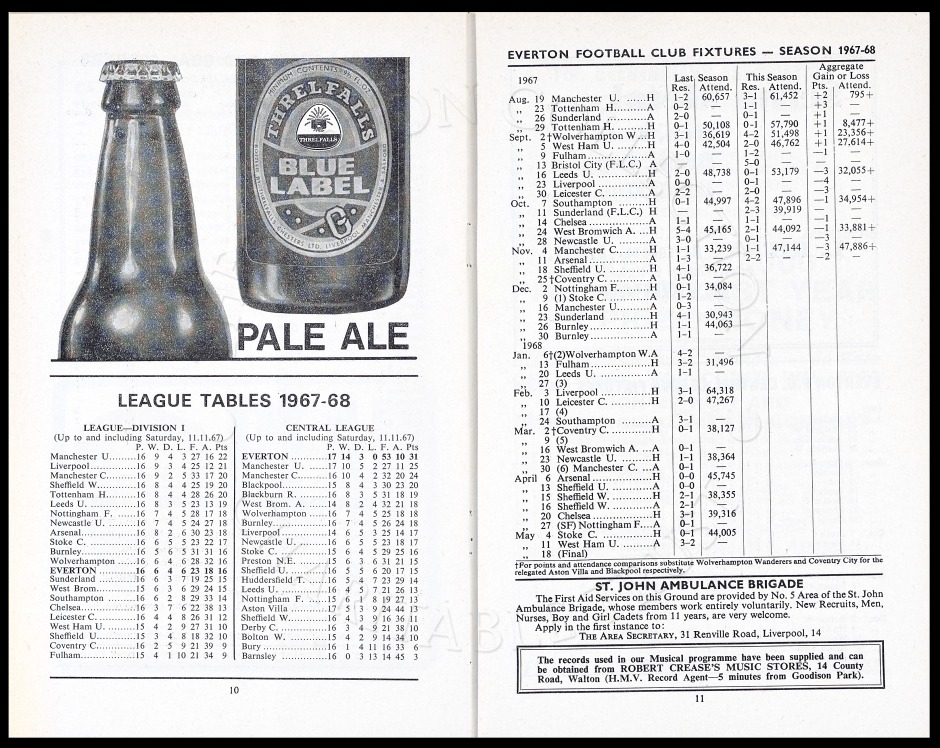 MINIMUM CONTENTS 9⅔ FL. OZ.
THRELFALLS
THRELFALLS
BLUE
LABEL
PALE ALE
LEAGUE TABLES 1967-68
LEAGUE—DIVISION I
(Up to and including Saturday, 11.11.67)
P. W. D. L. F. A. Pts
Manchester U. 16 9 4 3 27 16 22
Liverpool 16 9 3 4 25 12 21
Manchester C. 16 9 2 5 33 17 20
Sheffield W. 16 8 4 4 25 19 20
Tottenham H. 16 8 4 4 28 26 20
Leeds U. 16 8 3 5 23 13 19
Nottingham F. 16 7 4 5 28 17 18
Newcastle U. 16 7 4 5 24 27 18
Arsenal 16 8 2 6 30 23 18
Stoke C. 16 6 5 5 23 22 17
Burnley 16 5 6 5 31 31 16
Wolverhampton 16 6 4 6 28 32 16
EVERTON 16 6 4 6 23 18 16
Sunderland 16 6 3 7 19 25 15
West Brom. 15 6 3 6 29 24 15
Southampton 16 6 2 8 29 33 14
Chelsea 16 3 7 6 22 38 13
Leicester C. 16 4 4 8 26 31 12
West Ham U. 15 4 2 9 27 31 10
Sheffield U. 15 3 4 8 18 32 10
Coventry C. 16 2 5 9 21 39 9
Fulham 15 4 1 10 21 34 9
CENTRAL LEAGUE
(Up to and including Saturday, 11.11.67)
P. W. D. L. F. A. Pts
EVERTON 17 14 3 0 53 10 31
Manchester U. 17 10 5 2 27 11 25
Manchester C. 16 10 4 2 32 20 24
Blackpool 15 8 4 3 30 23 20
Blackburn R. 16 8 3 5 31 18 19
West Brom. A. 14 8 2 4 32 21 18
Wolverhampton 16 7 4 5 25 18 18
Burnley 16 7 4 5 26 24 18
Liverpool 14 6 5 3 25 14 17
Newcastle U. 16 6 5 5 23 18 17
Stoke C. 15 6 4 5 29 25 16
Preston N.E. 15 6 3 6 31 21 15
Sheffield U. 16 5 5 6 20 17 15
Huddersfield T. 16 5 4 7 23 29 14
Leeds U. 16 4 5 7 21 26 13
Nottingham F. 15 6 1 8 19 27 13
Aston Villa 17 5 3 9 24 44 13
Sheffield W. 16 4 3 9 16 36 11
Derby C. 16 3 4 9 21 38 10
Bolton W. 15 4 2 9 14 34 10
Bury 16 1 4 11 16 33 6
Barnsley 16 0 3 13 14 45 3
10
EVERTON FOOTBALL CLUB FIXTURES — SEASON 1967-68
1967 Last Season This Season Aggregate Gain or Loss
Res. Attend. Res. Attend. Pts. Attend.
Aug. 19 Manchester U. H 1–2 60,657 3–1 61,452 +2 795+
„ 23 Tottenham H. A 0–2 — 1–1 — +3 —
„ 26 Sunderland A 2–0 — 0–1 — +1 —
„ 29 Tottenham H. H 0–1 50,108 0–1 57,790 +1 8,477+
Sept. 2 †Wolverhampton W. H 3–1 36,619 4–2 51,498 +1 23,356+
„ 5 West Ham U. H 4–0 42,504 2–0 46,762 +1 27,614+
„ 9 Fulham A 1–0 — 1–2 — —1 —
„ 13 Bristol City (F.L.C.) A 5–0 —
„ 16 Leeds U. H 2–0 48,738 0–1 53,179 —3 32,055+
„ 23 Liverpool A 0–0 — 0–1 — —4 —
„ 30 Leicester C. A 2–2 — 2–0 — —3 —
Oct. 7 Southampton H 0–1 44,997 4–2 47,896 —1 34,954+
„ 11 Sunderland (F.L.C.) H — — 2–3 39,919 — —
„ 14 Chelsea A 1–1 — 1–1 — —1 —
„ 24 West Bromwich A. H 5–4 45,165 2–1 44,092 —1 33,881+
„ 28 Newcastle U. A 3–0 — 0–1 — —3 —
Nov. 4 Manchester C. H 1–1 33,239 1–1 47,144 —3 47,886+
„ 11 Arsenal A 1–3 — 2–2 — —2 —
„ 18 Sheffield U. H 4–1 36,722
„ 25 †Coventry C. A 1–0 —
Dec. 2 Nottingham F. H 0–1 34,084
„ 9 (1) Stoke C. A 1–2 —
„ 16 Manchester U. A 0–3 —
„ 23 Sunderland H 4–1 30,943
„ 26 Burnley H 1–1 44,063
„ 30 Burnley A 1–1 —
1968
Jan. 6†(2)Wolverhampton W. A 4–2 —
„ 13 Fulham H 3–2 31,496
„ 20 Leeds U. A 1–1 —
„ 27 (3)
Feb. 3 Liverpool H 3–1 64,318
„ 10 Leicester C. H 2–0 47,267
„ 17 (4)
„ 24 Southampton A 3–1 —
Mar. 2 †Coventry C. H 0–1 38,127
„ 9 (5)
„ 16 West Bromwich A. A 0–1 —
„ 23 Newcastle U. H 1–1 38,364
„ 30 (6) Manchester C. A 0–1 —
April 6 Arsenal H 0–0 45,745
„ 13 Sheffield U. A 0–0 —
„ 15 Sheffield W. H 2–1 38,355
„ 16 Sheffield W. A 2–1 —
„ 20 Chelsea H 3–1 39,316
„ 27 (SF) Nottingham F. A 0–1 —
May 4 Stoke C. H 0–1 44,005
„ 11 West Ham U. A 3–2 —
„ 18 (Final)
†For points and attendance comparisons substitute Wolverhampton Wanderers and Coventry City for the
relegated Aston Villa and Blackpool respectively.
ST. JOHN AMBULANCE BRIGADE
The First Aid Services on this Ground are provided by No. 5 Area of the St. John
Ambulance Brigade, whose members work entirely voluntarily. New Recruits, Men,
Nurses, Boy and Girl Cadets from 11 years, are very welcome.
Apply in the first instance to:
THE AREA SECRETARY, 31 Renville Road, Liverpool, 14
The records used in our Musical programme have been supplied and can
be obtained from ROBERT CREASE'S MUSIC STORES, 14 County
Road, Walton (H.M.V. Record Agent—5 minutes from Goodison Park).
11